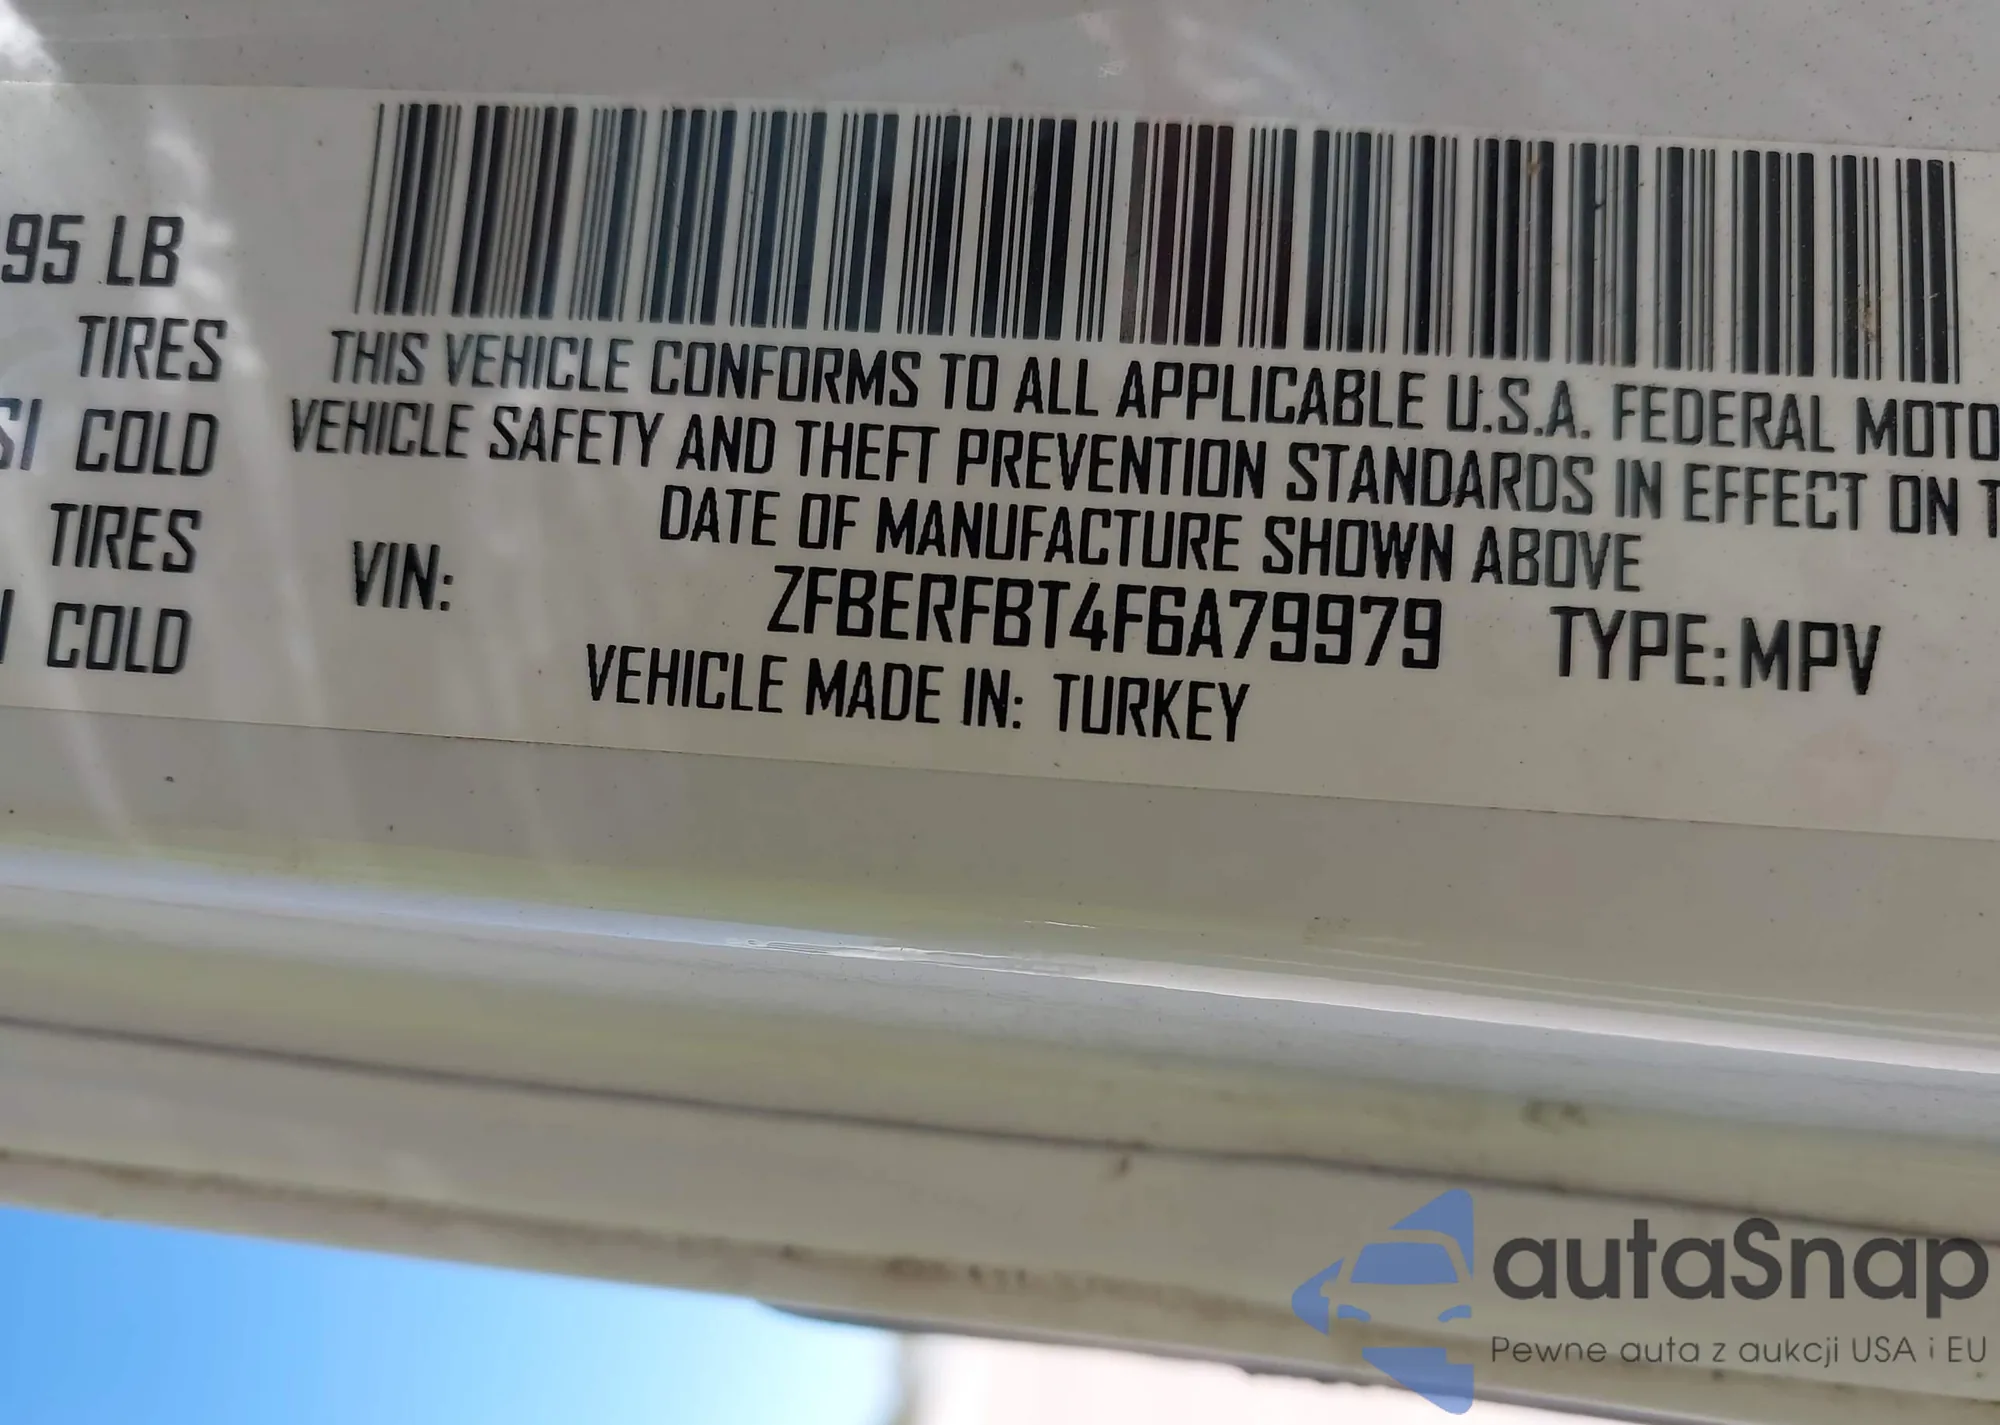 95 LB
TIRES
SI COLD
TIRES
I COLD
THIS VEHICLE CONFORMS TO ALL APPLICABLE U.S.A. FEDERAL MOTO
VEHICLE SAFETY AND THEFT PREVENTION STANDARDS IN EFFECT ON T
DATE OF MANUFACTURE SHOWN ABOVE
VIN: ZFBERFBT4F6A79979 TYPE: MPV
VEHICLE MADE IN: TURKEY
autaSnap
Pewne auta z aukcji USA i EU